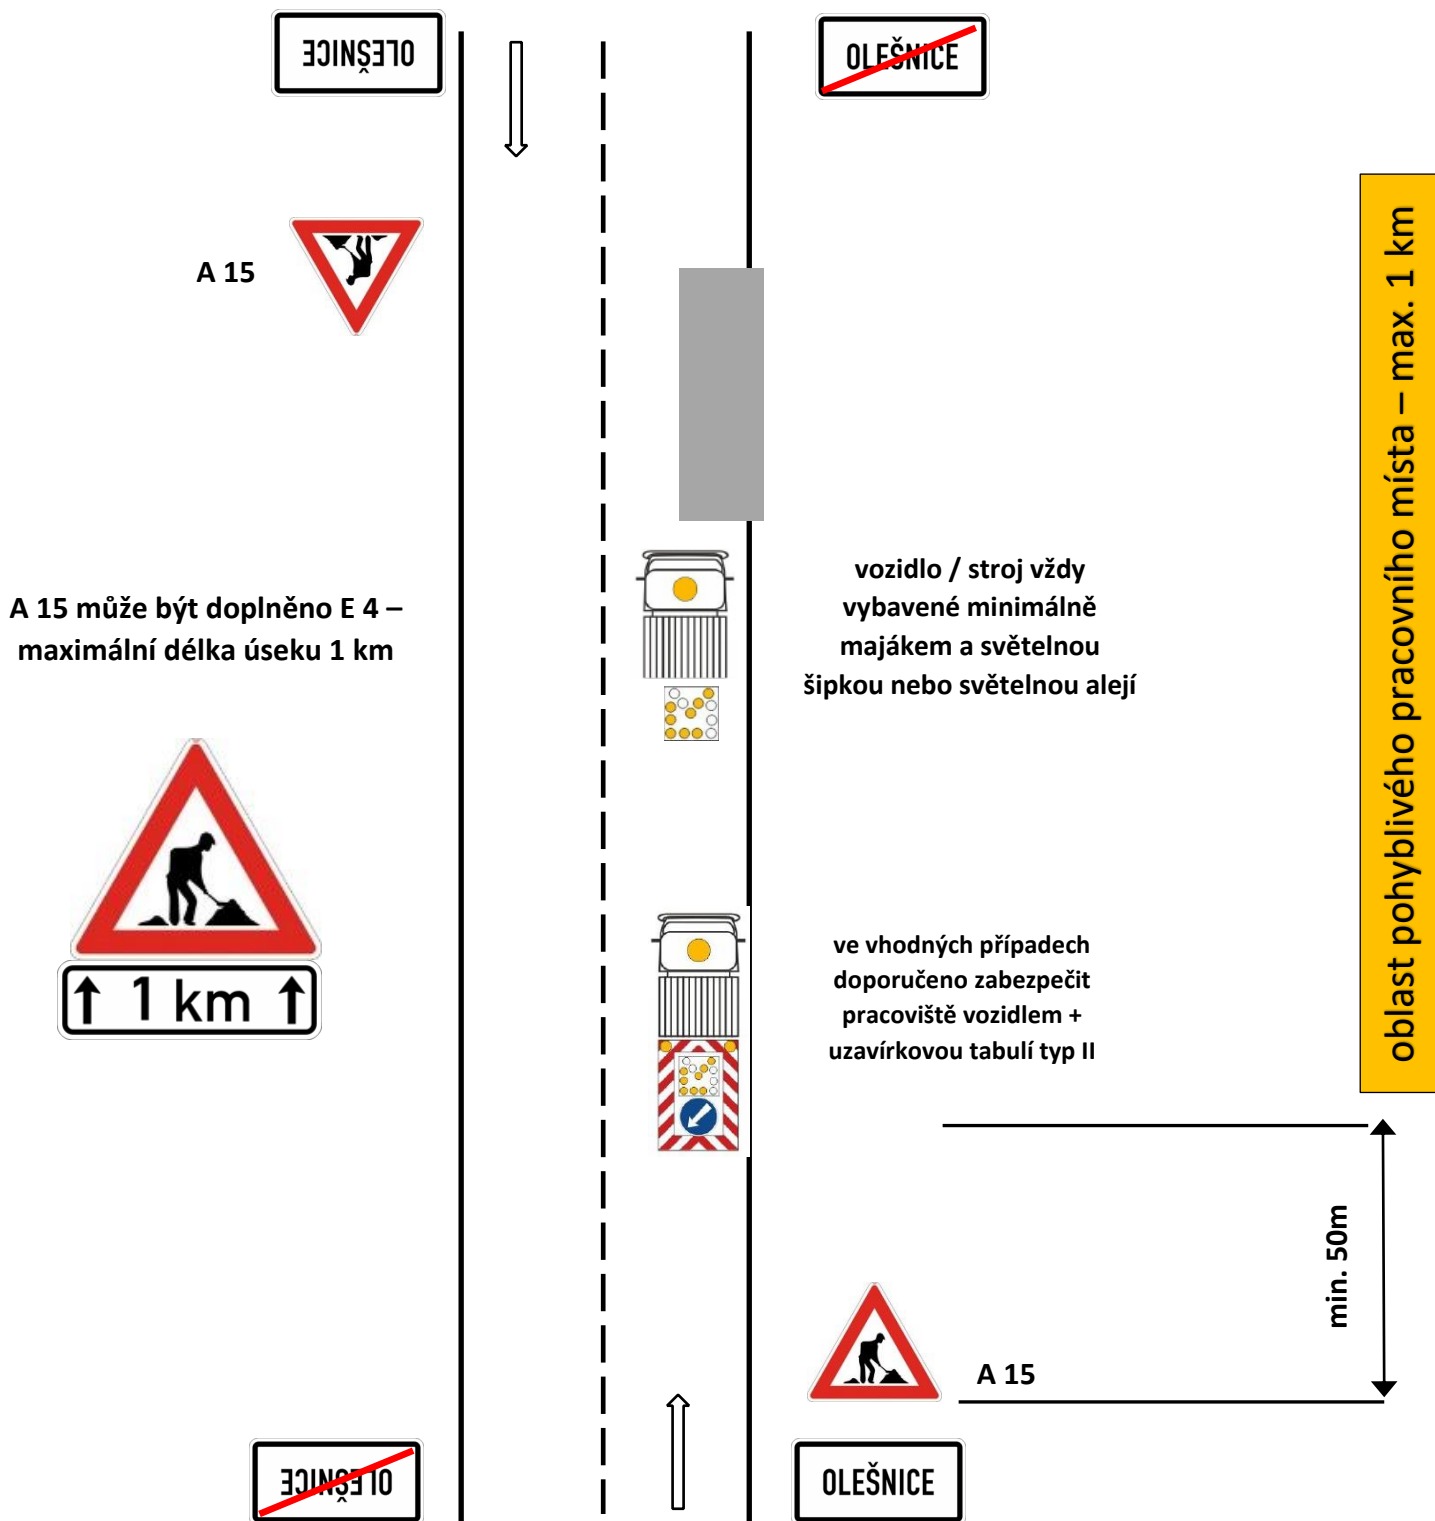 OLEŠNICE
OLEŠNICE
A 15
oblast pohyblivého pracovního místa – max. 1 km
A 15 může být doplněno E 4 –
maximální délka úseku 1 km
vozidlo / stroj vždy
vybavené minimálně
majákem a světelnou
šipkou nebo světelnou alejí
1 km
ve vhodných případech
doporučeno zabezpečit
pracoviště vozidlem +
uzavírkovou tabulí typ II
min. 50m
A 15
OLEŠNICE
OLEŠNICE